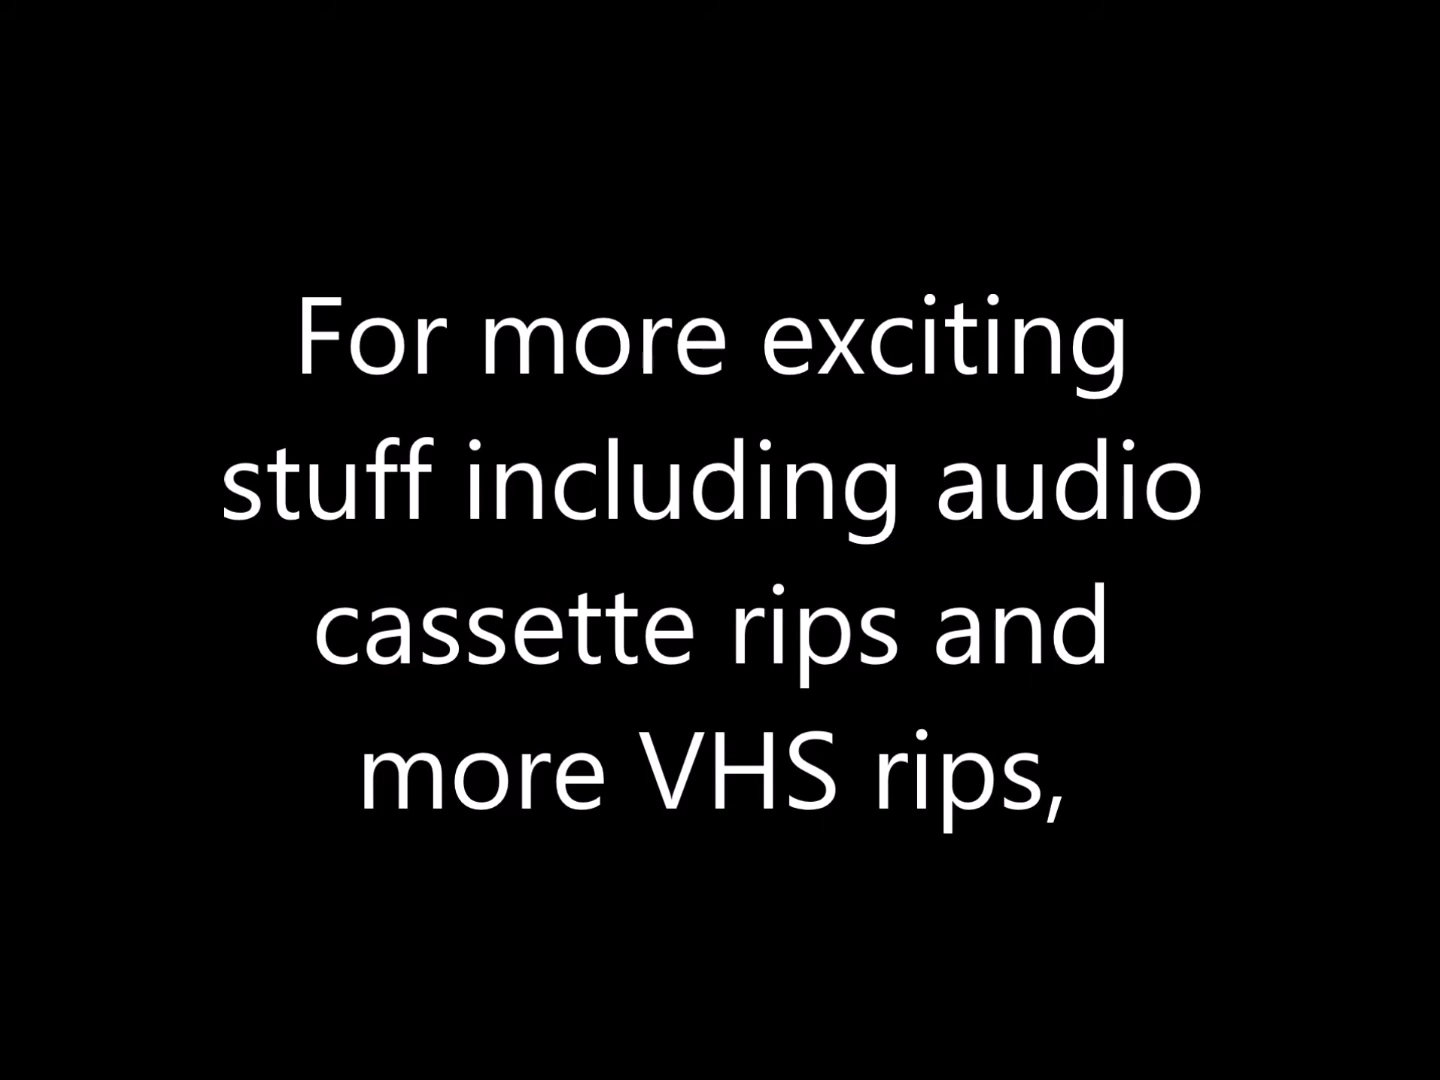 For more exciting
stuff including audio
cassette rips and
more VHS rips,